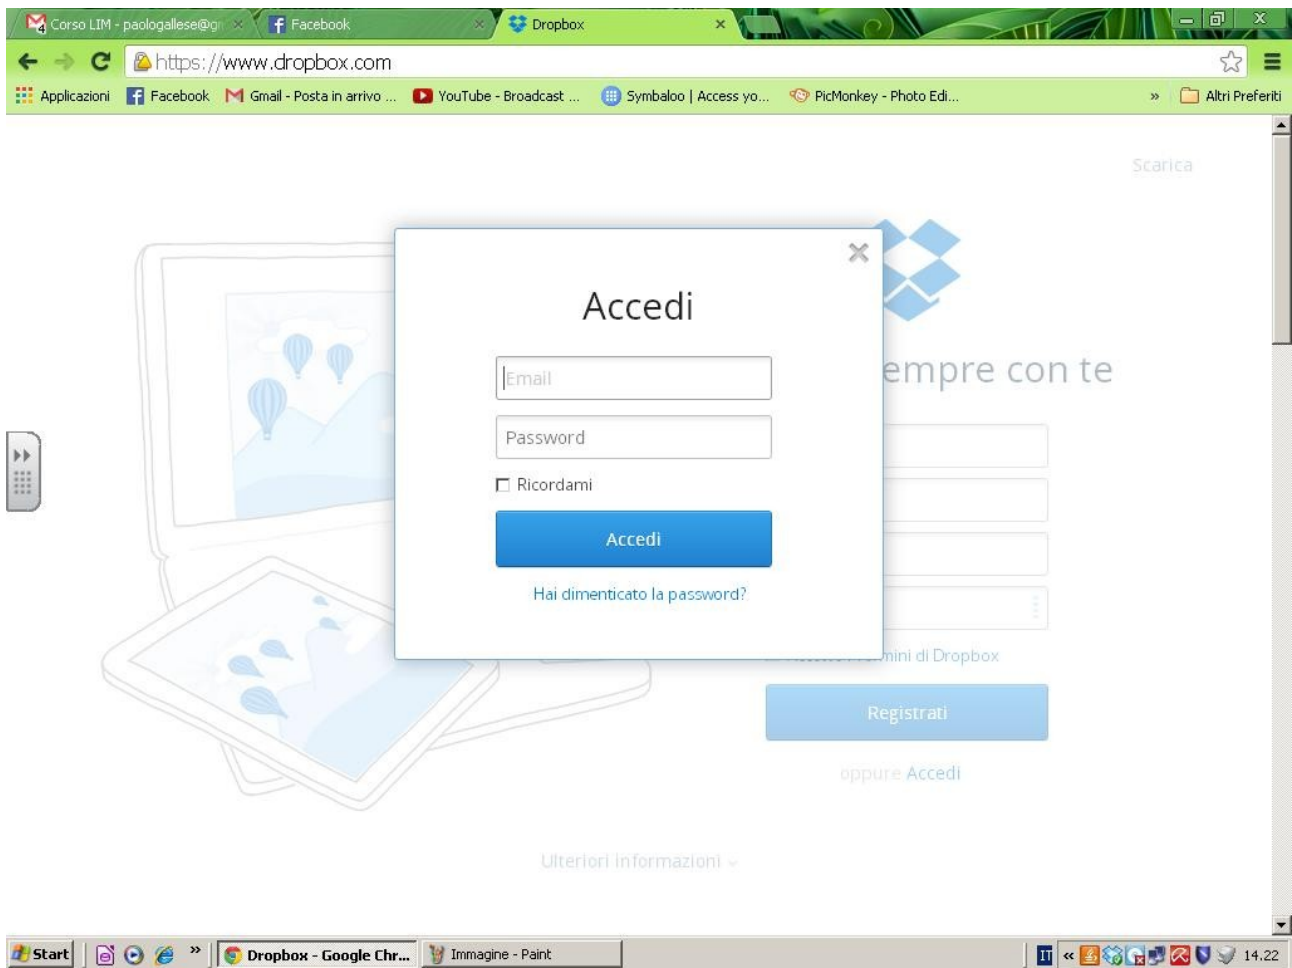 Corso LIM - paologallese@g
Facebook
Dropbox
https://www.dropbox.com
Applicazioni
Facebook
Gmail - Posta in arrivo ...
YouTube - Broadcast ...
Symbaloo | Access yo...
PicMonkey - Photo Edi...
»
Altri Preferiti
Scarica
Accedi
empre con te
Email
Password
Ricordami
Accedi
Hai dimenticato la password?
mini di Dropbox
Registrati
oppure Accedi
Ulteriori informazioni
Start
»
Dropbox - Google Chr...
Immagine - Paint
IT
«
14.22